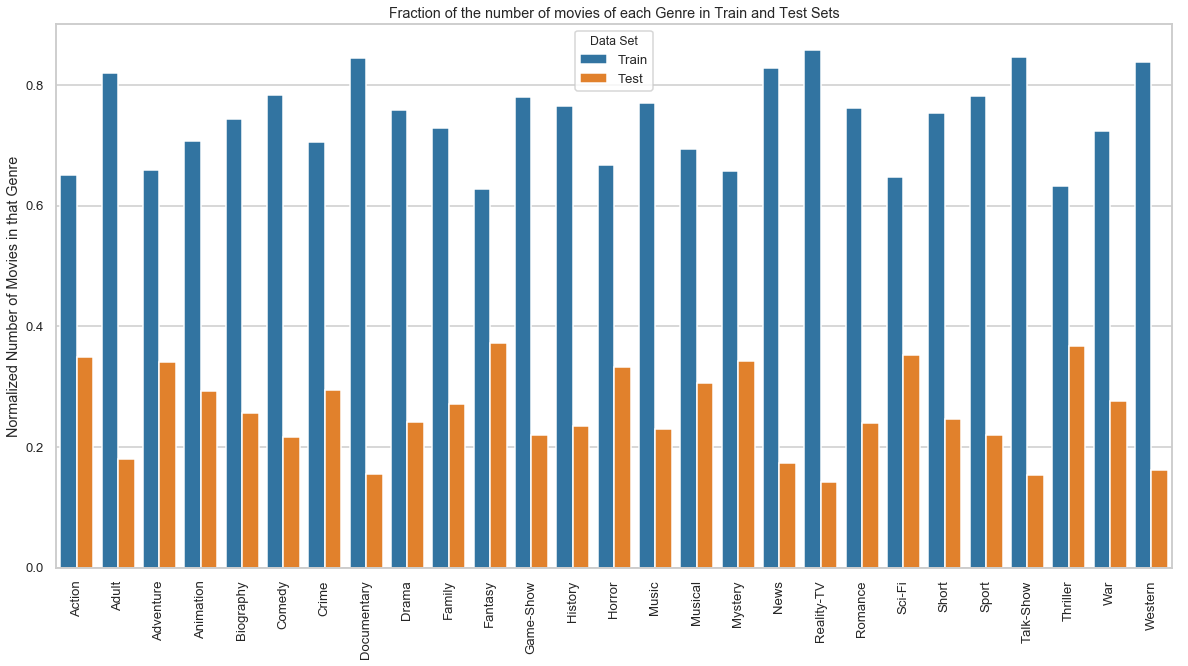 Fraction of the number of movies of each Genre in Train and Test Sets
Data Set
Train
Test
Normalized Number of Movies in that Genre
0.8
0.6
0.4
0.2
0.0
Action
Adult
Adventure
Animation
Biography
Comedy
Crime
Documentary
Drama
Family
Fantasy
Game-Show
History
Horror
Music
Musical
Mystery
News
Reality-TV
Romance
Sci-Fi
Short
Sport
Talk-Show
Thriller
War
Western